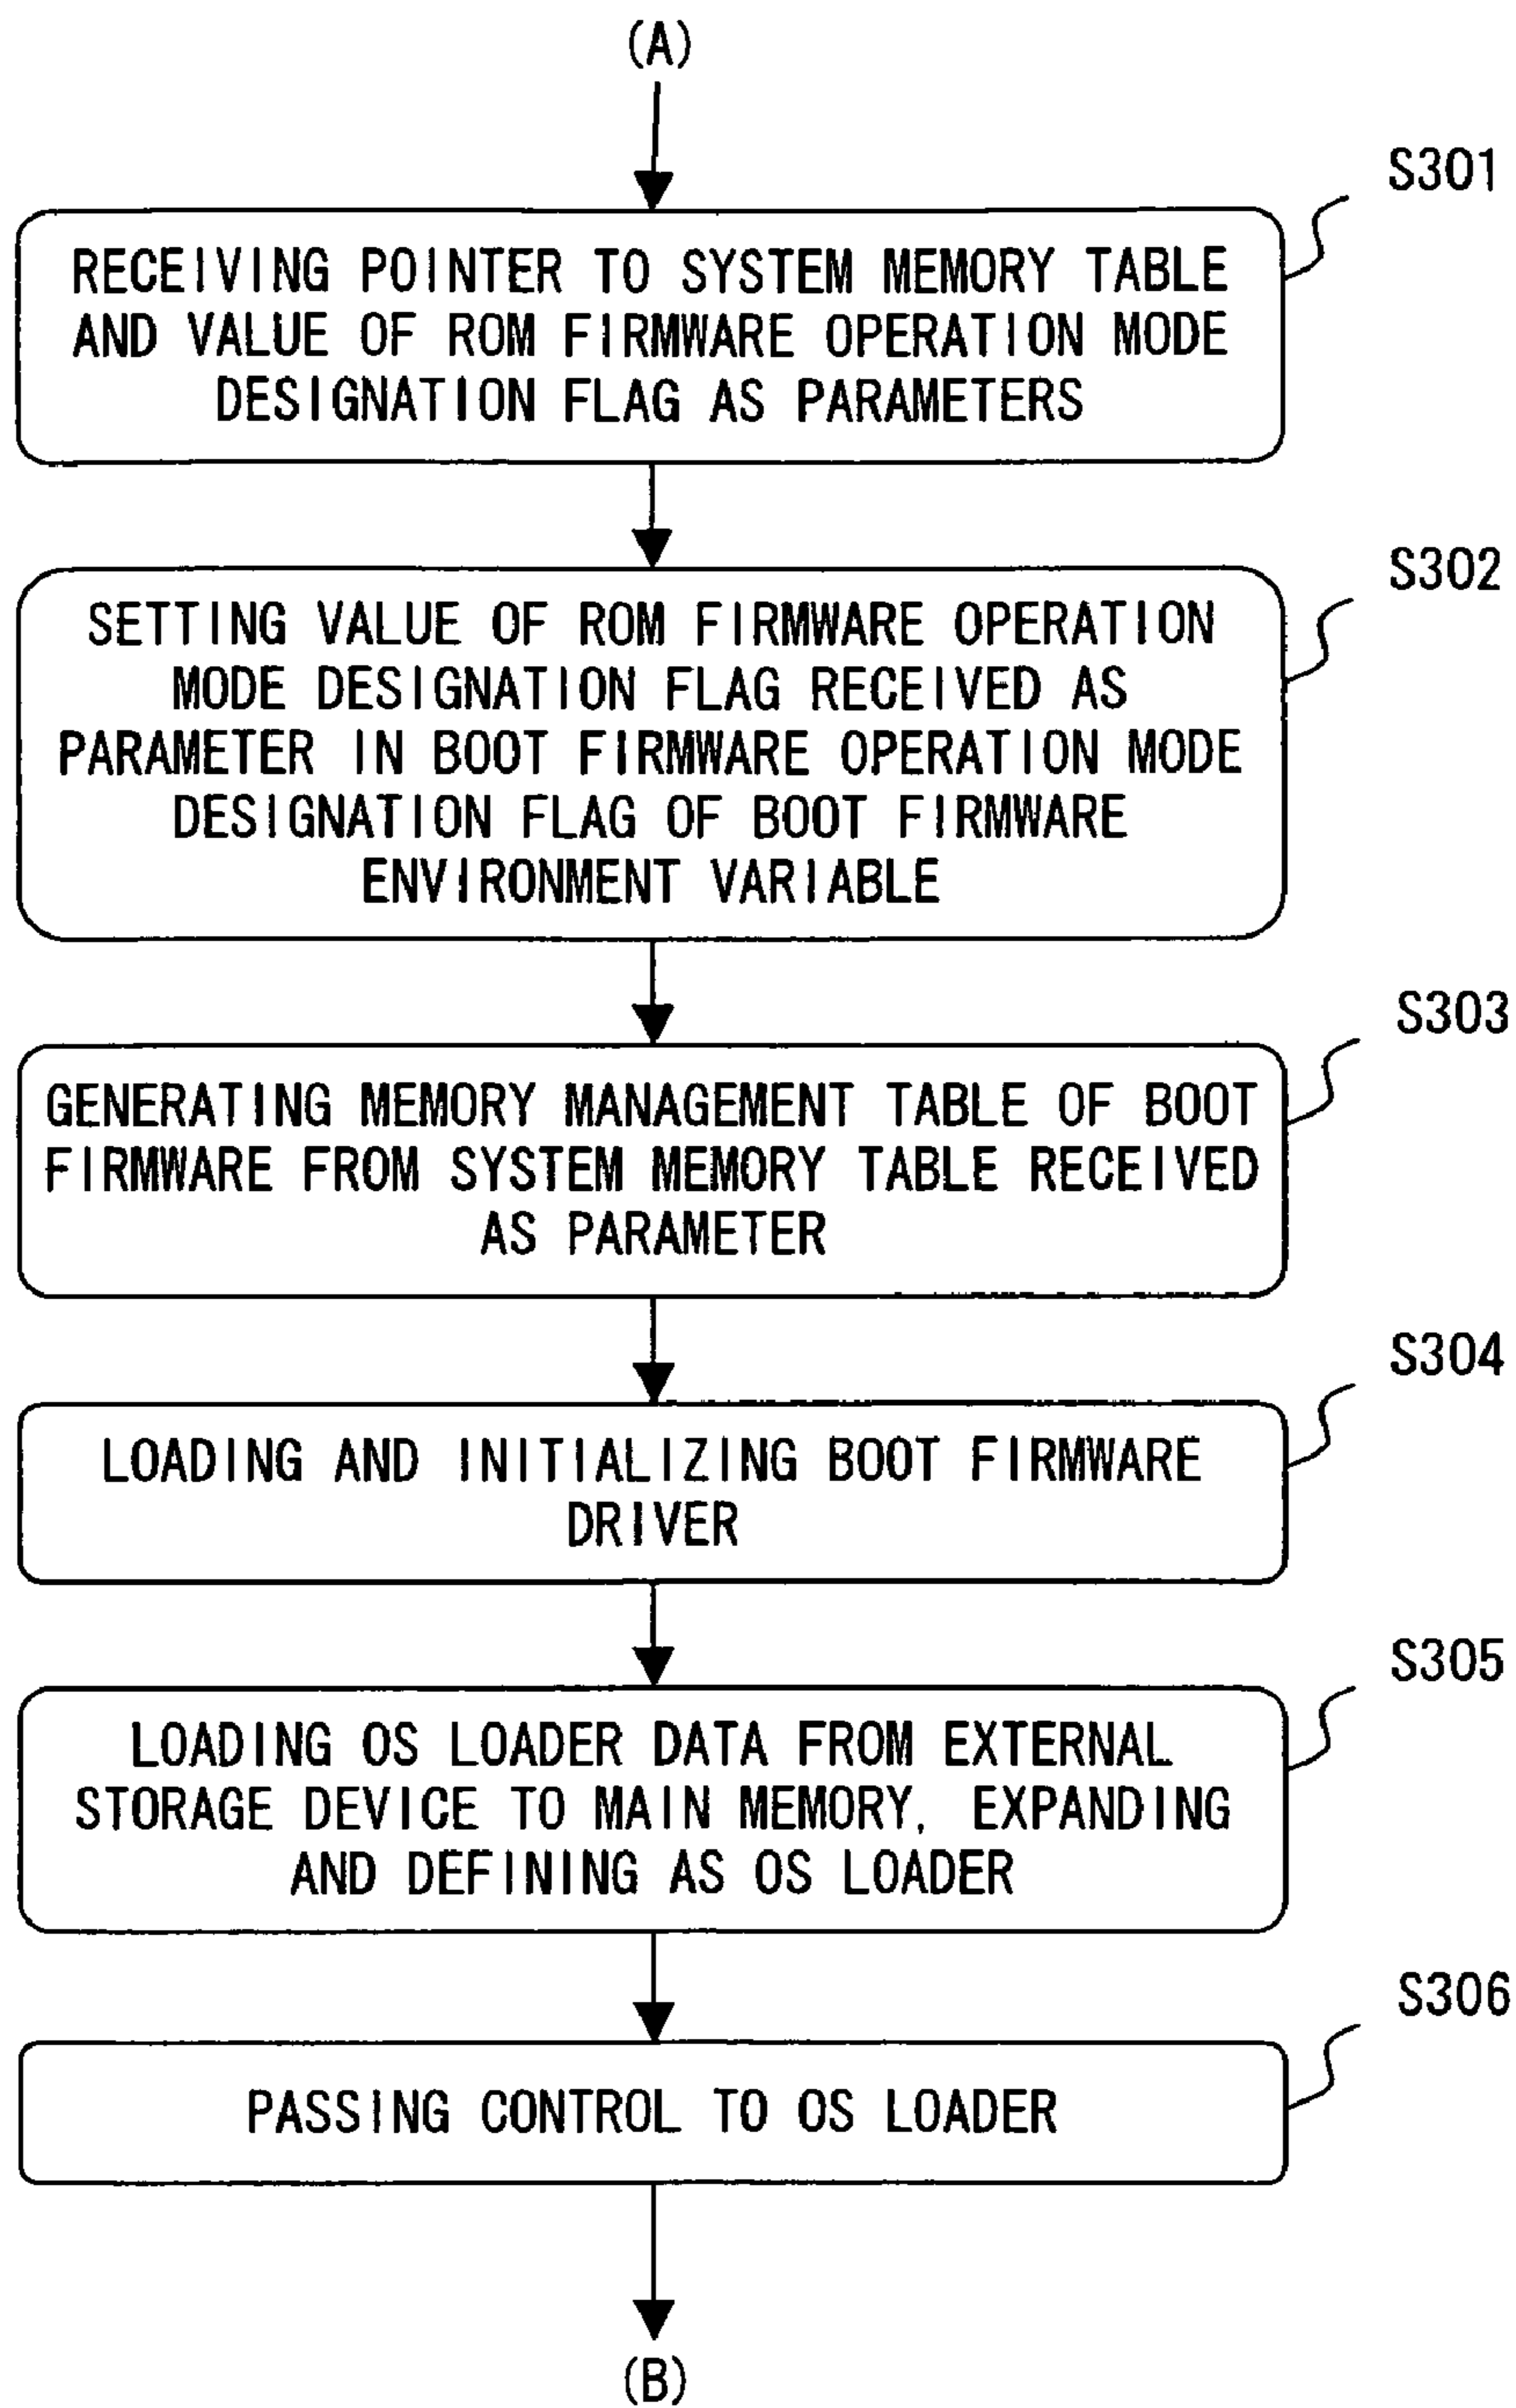 (A)
S301
RECEIVING POINTER TO SYSTEM MEMORY TABLE
AND VALUE OF ROM FIRMWARE OPERATION MODE
DESIGNATION FLAG AS PARAMETERS
S302
SETTING VALUE OF ROM FIRMWARE OPERATION
MODE DESIGNATION FLAG RECEIVED AS
PARAMETER IN BOOT FIRMWARE OPERATION MODE
DESIGNATION FLAG OF BOOT FIRMWARE
ENVIRONMENT VARIABLE
S303
GENERATING MEMORY MANAGEMENT TABLE OF BOOT
FIRMWARE FROM SYSTEM MEMORY TABLE RECEIVED
AS PARAMETER
S304
LOADING AND INITIALIZING BOOT FIRMWARE
DRIVER
S305
LOADING OS LOADER DATA FROM EXTERNAL
STORAGE DEVICE TO MAIN MEMORY, EXPANDING
AND DEFINING AS OS LOADER
S306
PASSING CONTROL TO OS LOADER
(B)